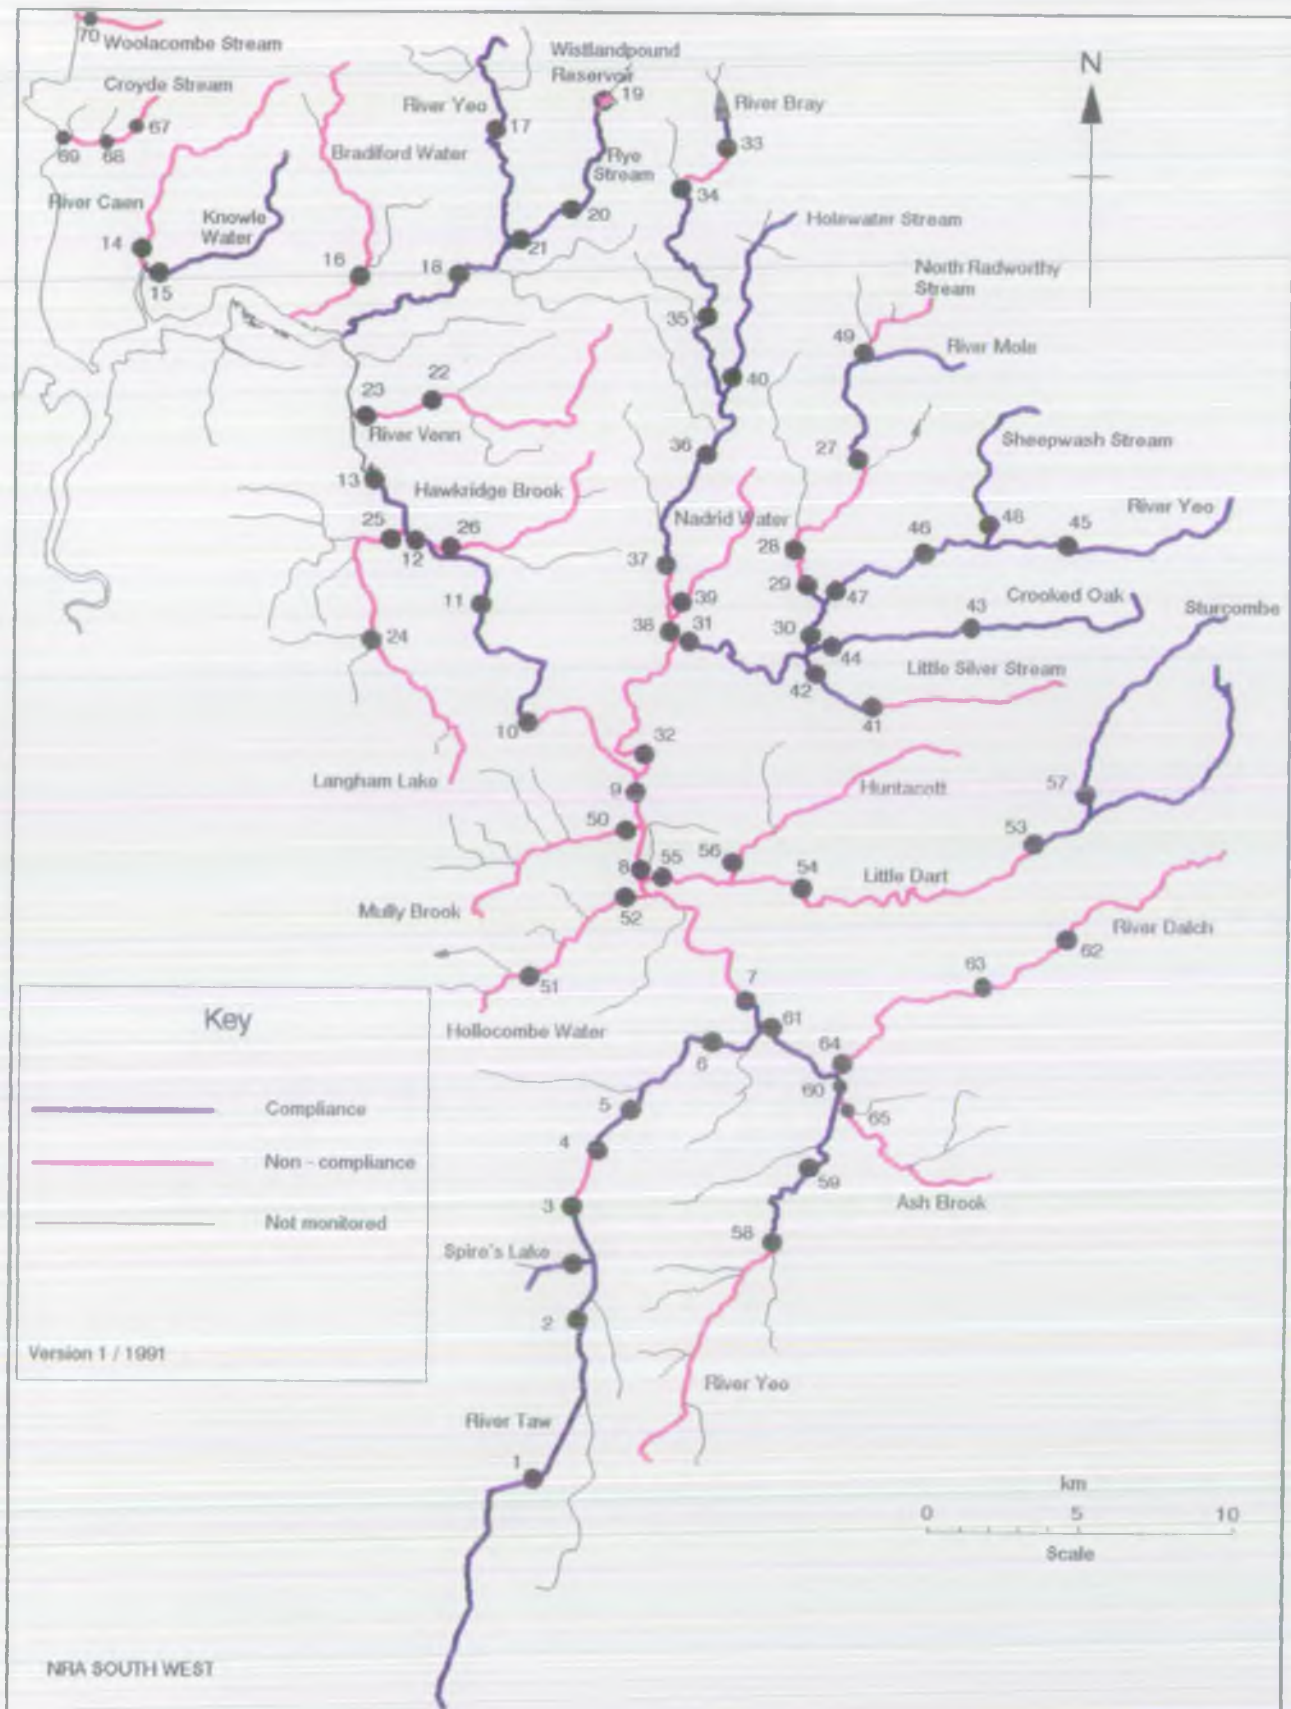 70 Woolacombe Stream
Croyde Stream
67
69
68
River Caen
14
Knowle
Water
15
Bradiford Water
16
River Yeo
17
Wistlandpound
Reservoir
19
Rye
Stream
20
21
18
River Bray
33
34
Holewater Stream
North Radworthy
Stream
35
49
River Mole
40
23
22
River Venn
36
27
Sheepwash Stream
13
Hawkridge Brook
River Yeo
Nadrid Water
46
48
45
25
12
26
28
37
29
47
Crooked Oak
43
Sturcombe
11
39
38
31
30
44
24
42
Little Silver Stream
41
10
32
Langham Lake
Huntacott
57
9
50
53
56
8
55
54
Little Dart
Mully Brook
52
River Dalch
62
63
51
7
Hollocombe Water
61
6
64
60
5
65
4
59
Ash Brook
3
58
Spire's Lake
2
River Yeo
River Taw
1
Key
Compliance
Non - compliance
Not monitored
Version 1 / 1991
N
km
0 5 10
Scale
NRA SOUTH WEST